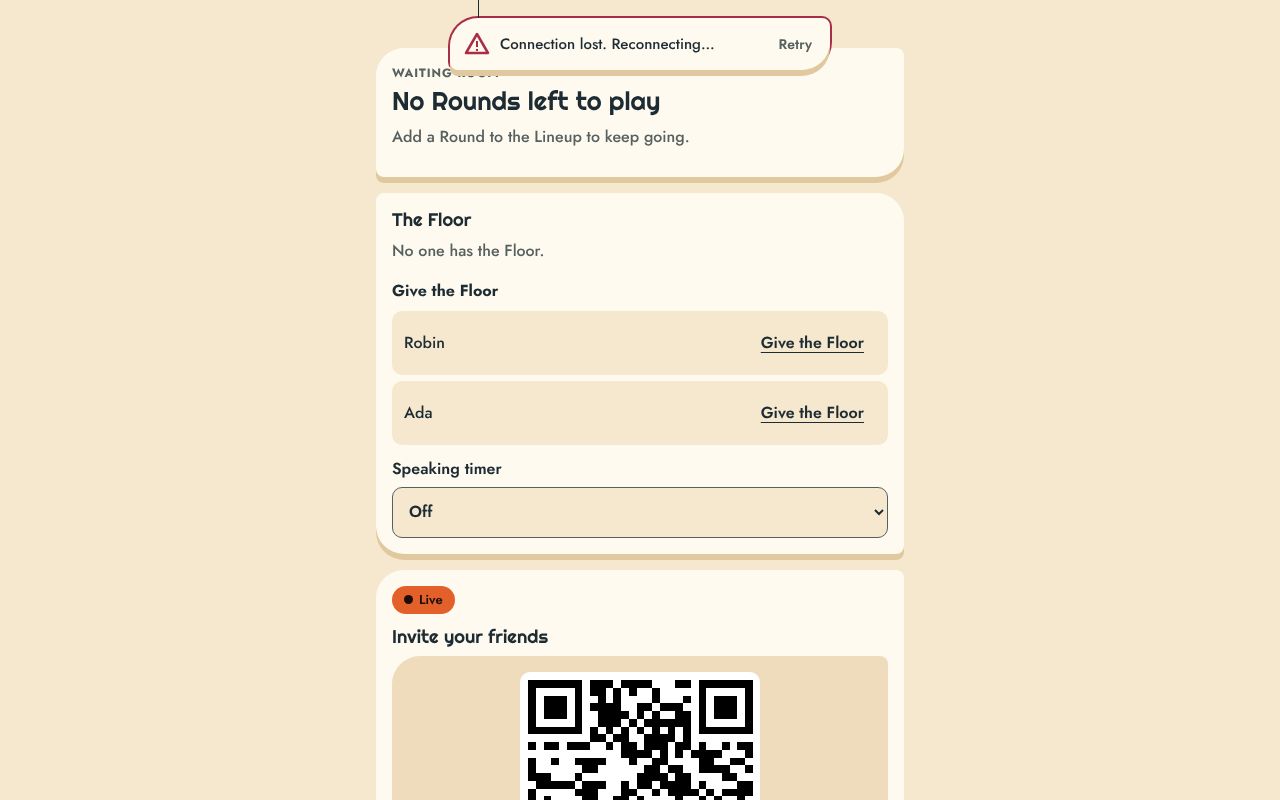 Connection lost. Reconnecting...
Retry
WAITING ROOM
No Rounds left to play
Add a Round to the Lineup to keep going.
The Floor
No one has the Floor.
Give the Floor
Robin
Give the Floor
Ada
Give the Floor
Speaking timer
Off
Live
Invite your friends